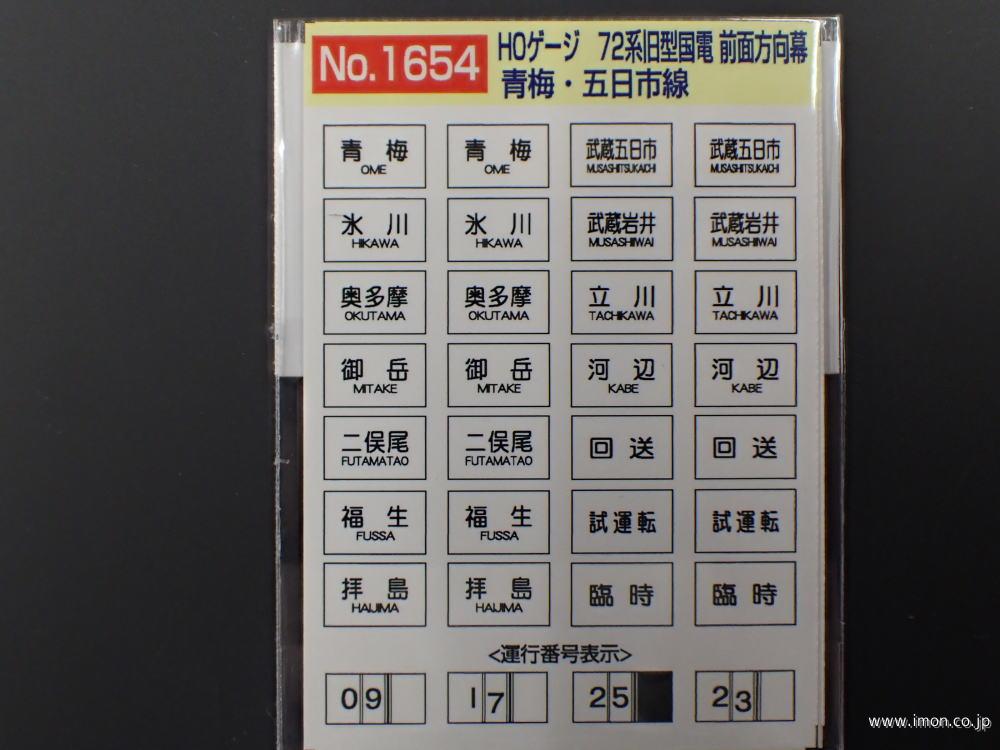 No.1654
HOゲージ 72系旧型国電 前面方向幕
青梅・五日市線
青梅 青梅 武蔵五日市 武蔵五日市
OME OME MUSASHIITSUKAICHI MUSASHIITSUKAICHI
氷川 氷川 武蔵岩井 武蔵岩井
HIKAWA HIKAWA MUSASHIIWAI MUSASHIIWAI
奥多摩 奥多摩 立川 立川
OKUTAMA OKUTAMA TACHIKAWA TACHIKAWA
御岳 御岳 河辺 河辺
MITAKE MITAKE KABE KABE
二俣尾 二俣尾 回送 回送
FUTAMATAO FUTAMATAO
福生 福生 試運転 試運転
FUSSA FUSSA
拝島 拝島 臨時 臨時
HAIJIMA HAIJIMA
<運行番号表示>
09 17 25 23
www.imon.co.jp